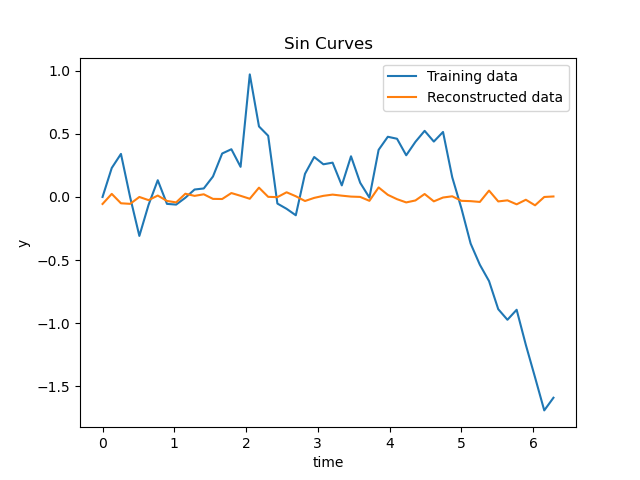 Sin Curves
Training data
Reconstructed data
1.0
0.5
0.0
−0.5
−1.0
−1.5
y
0 1 2 3 4 5 6
time